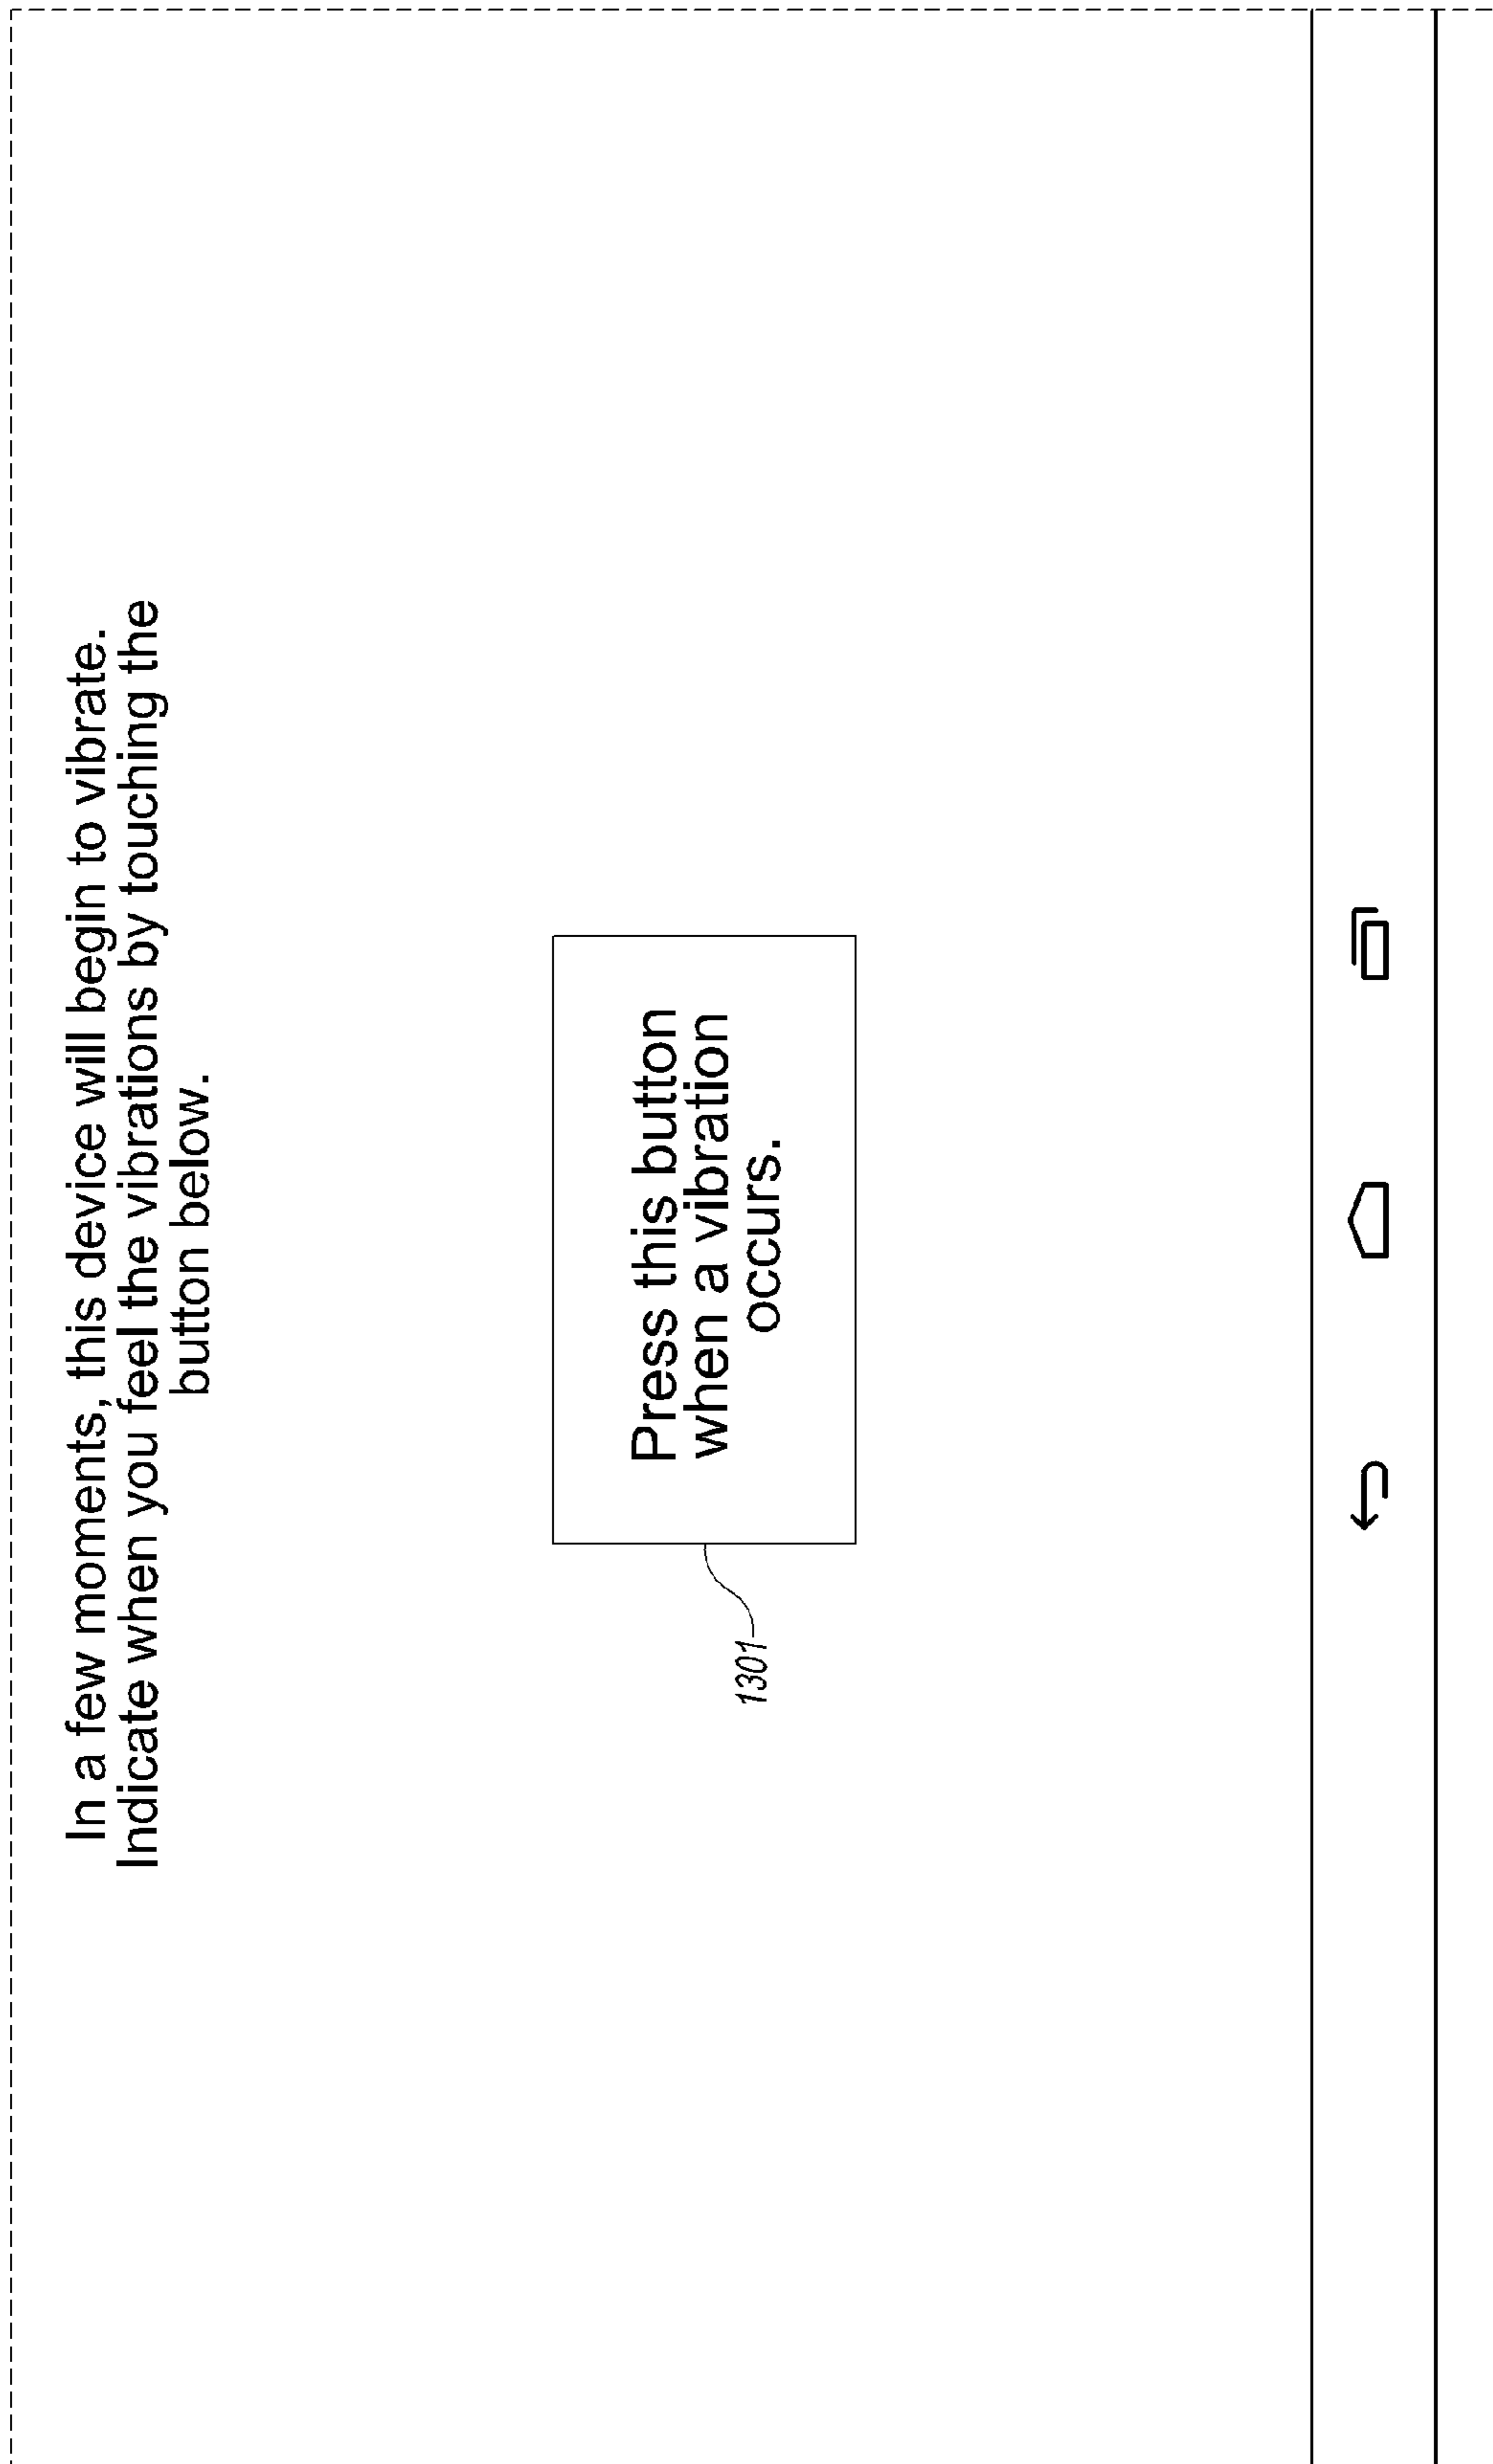 In a few moments, this device will begin to vibrate.
Indicate when you feel the vibrations by touching the
button below.
Press this button
when a vibration
occurs.
1301